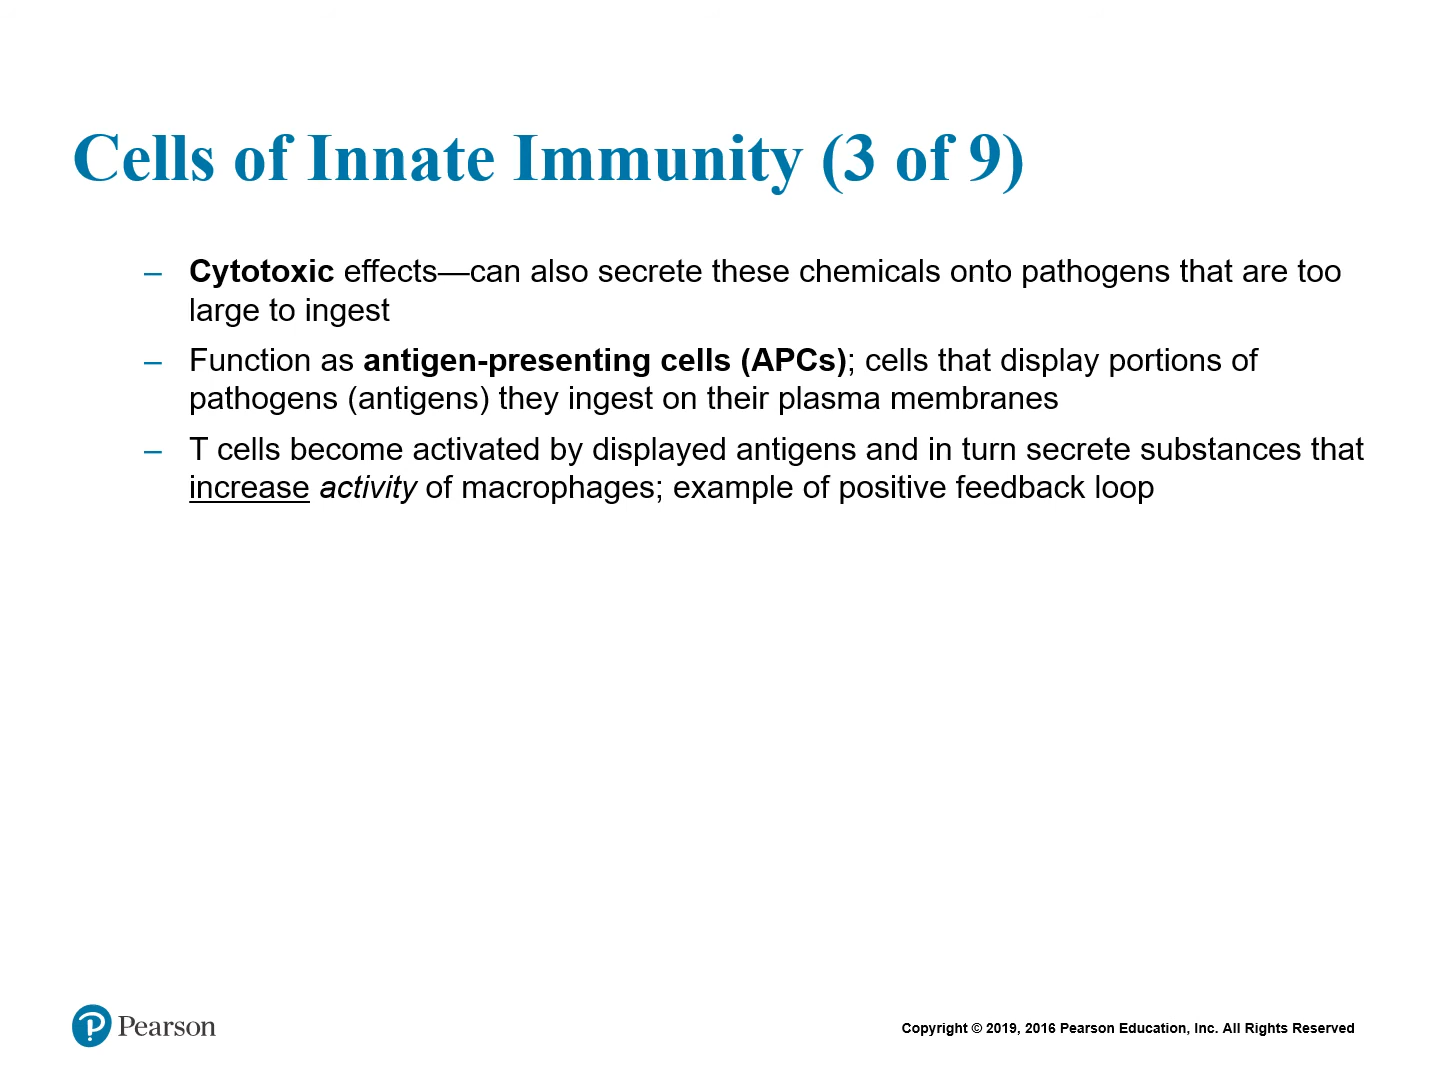 Cells of Innate Immunity (3 of 9)
– Cytotoxic effects—can also secrete these chemicals onto pathogens that are too
large to ingest
– Function as antigen-presenting cells (APCs); cells that display portions of
pathogens (antigens) they ingest on their plasma membranes
– T cells become activated by displayed antigens and in turn secrete substances that
increase activity of macrophages; example of positive feedback loop
Pearson
Copyright © 2019, 2016 Pearson Education, Inc. All Rights Reserved